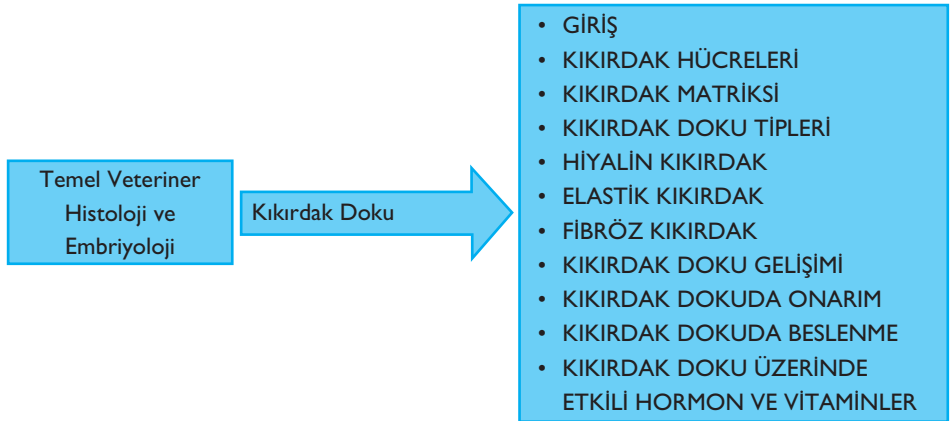 Temel Veteriner
Histoloji ve
Embriyoloji
Kıkırdak Doku
• GİRİŞ
• KIKIRDAK HÜCRELERİ
• KIKIRDAK MATRİKSİ
• KIKIRDAK DOKU TİPLERİ
• HİYALİN KIKIRDAK
• ELASTİK KIKIRDAK
• FİBRÖZ KIKIRDAK
• KIKIRDAK DOKU GELİŞİMİ
• KIKIRDAK DOKUDA ONARIM
• KIKIRDAK DOKUDA BESLENME
• KIKIRDAK DOKU ÜZERİNDE
ETKİLİ HORMON VE VİTAMİNLER